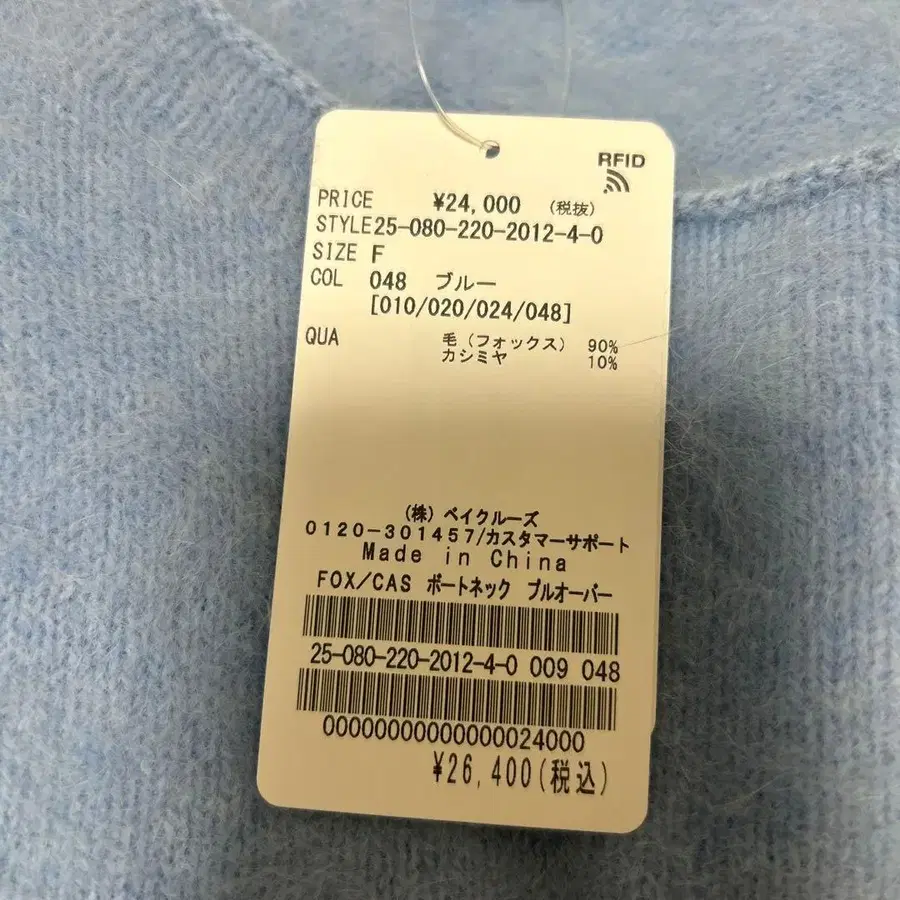 RFID
PRICE ¥24,000 (税抜)
STYLE25-080-220-2012-4-0
SIZE F
COL 048 ブルー
[010/020/024/048]
QUA 毛(フォックス) 90%
カシミヤ 10%
(株)ベイクルーズ
0120-301457/カスタマーサポート
Made in China
FOX/CAS ボートネック プルオーバー
25-080-220-2012-4-0 009 048
000000000000000024000
¥26,400(税込)